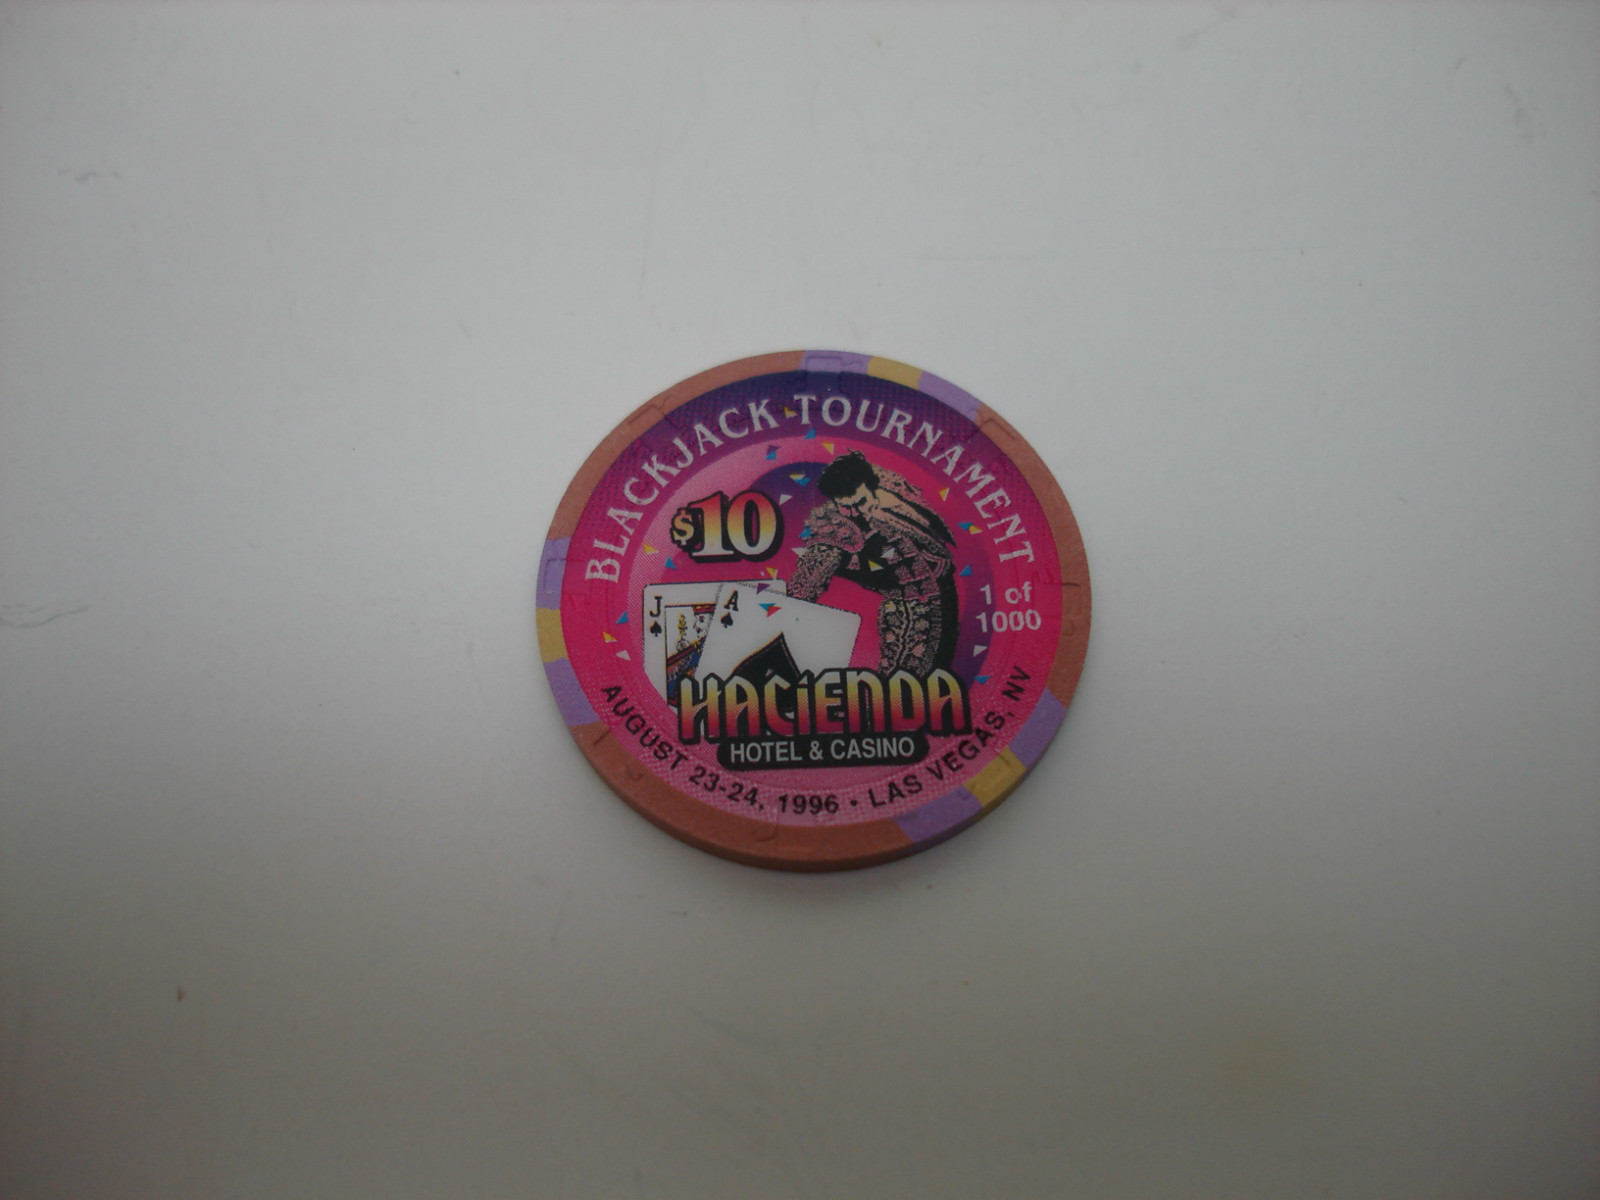 BLACKJACK TOURNAMENT
$10
J
A
1 of
1000
HACIENDA
HOTEL & CASINO
AUGUST 23-24, 1996 • LAS VEGAS, NV